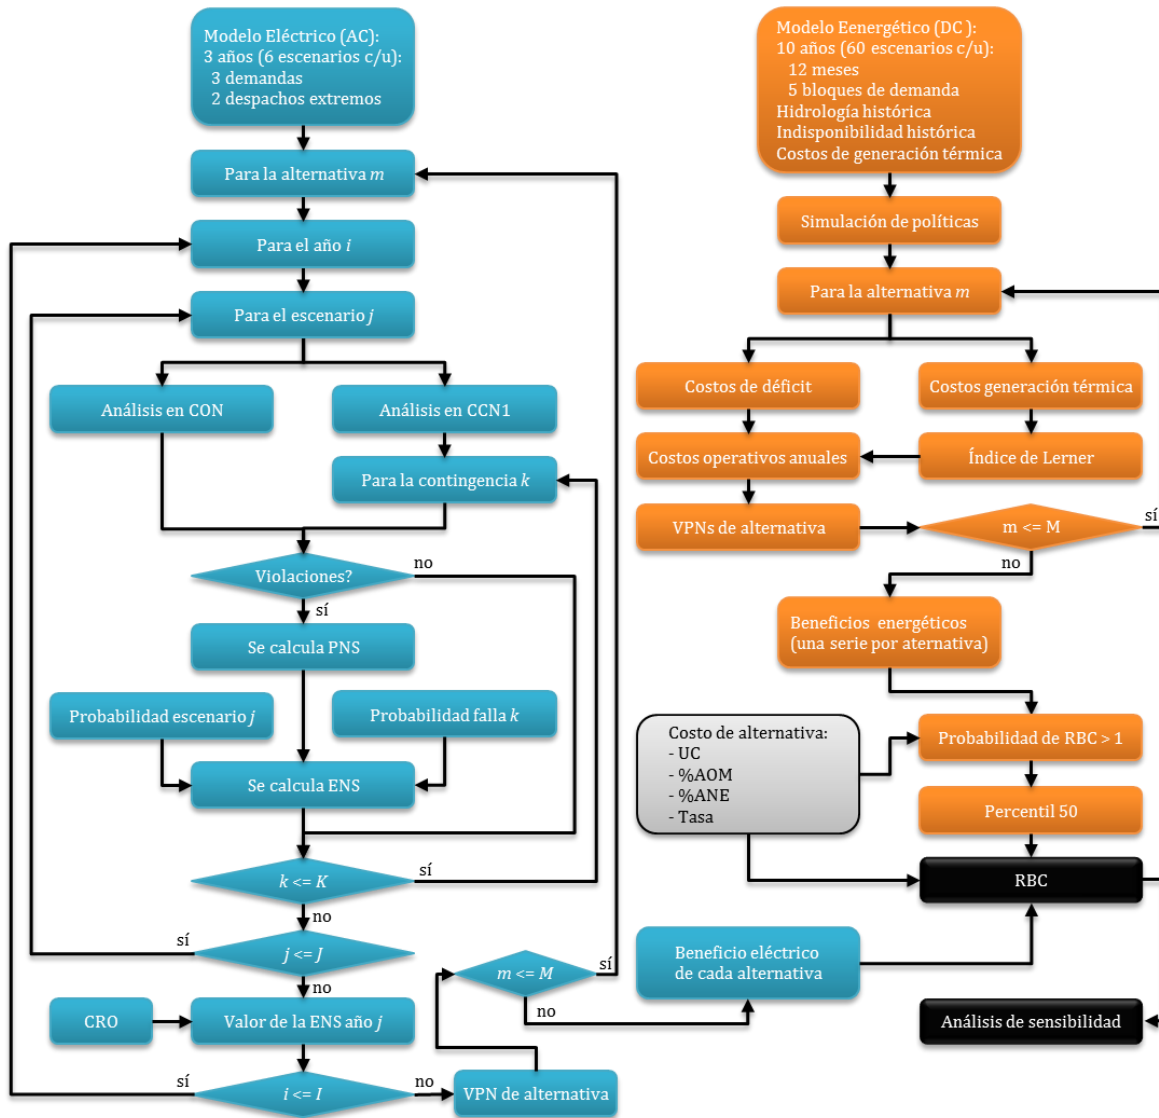 Modelo Eléctrico (AC):
3 años (6 escenarios c/u):
3 demandas
2 despachos extremos
Para la alternativa m
Para el año i
Para el escenario j
Análisis en CON
Análisis en CCN1
Para la contingencia k
Violaciones?
no
sí
Se calcula PNS
Probabilidad escenario j
Probabilidad falla k
Se calcula ENS
k <= K
sí
no
j <= J
sí
no
CRO
Valor de la ENS año j
i <= I
sí
no
VPN de alternativa
m <= M
sí
no
Beneficio eléctrico
de cada alternativa
Modelo Eenergético (DC ):
10 años (60 escenarios c/u):
12 meses
5 bloques de demanda
Hidrología histórica
Indisponibilidad histórica
Costos de generación térmica
Simulación de políticas
Para la alternativa m
Costos de déficit
Costos generación térmica
Costos operativos anuales
Índice de Lerner
VPNs de alternativa
m <= M
sí
no
Beneficios energéticos
(una serie por aternativa)
Costo de alternativa:
- UC
- %AOM
- %ANE
- Tasa
Probabilidad de RBC > 1
Percentil 50
RBC
Análisis de sensibilidad